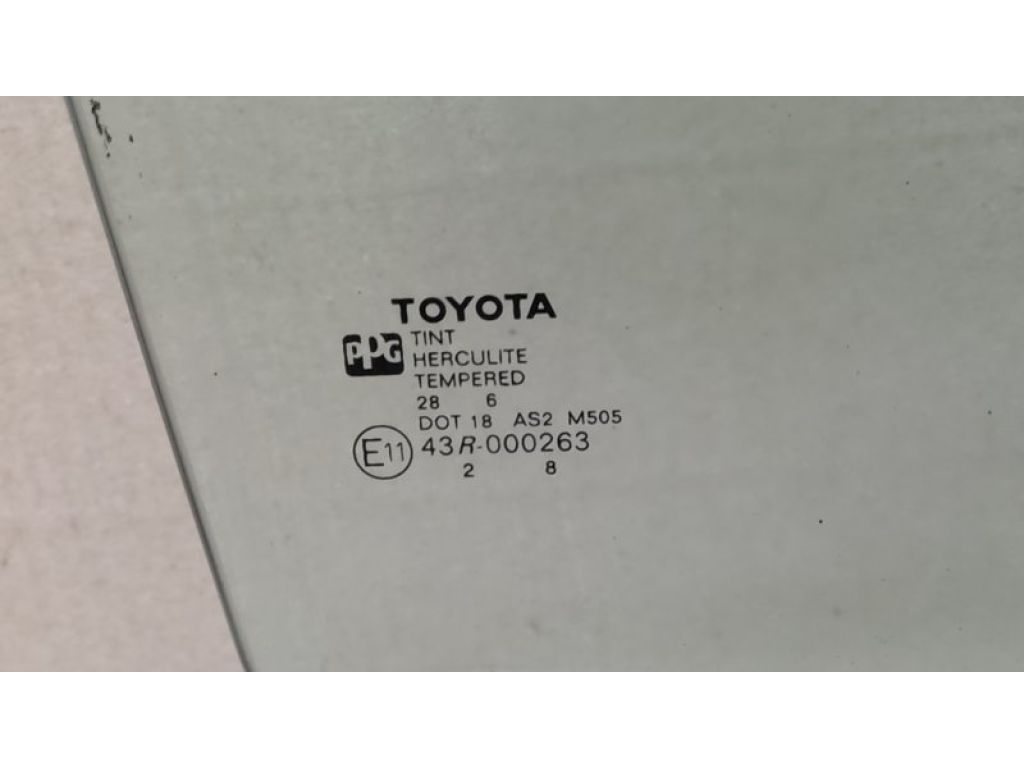 TOYOTA
PPG TINT
HERCULITE
TEMPERED
28 6
DOT 18 AS2 M505
E11 43R-000263
2 8